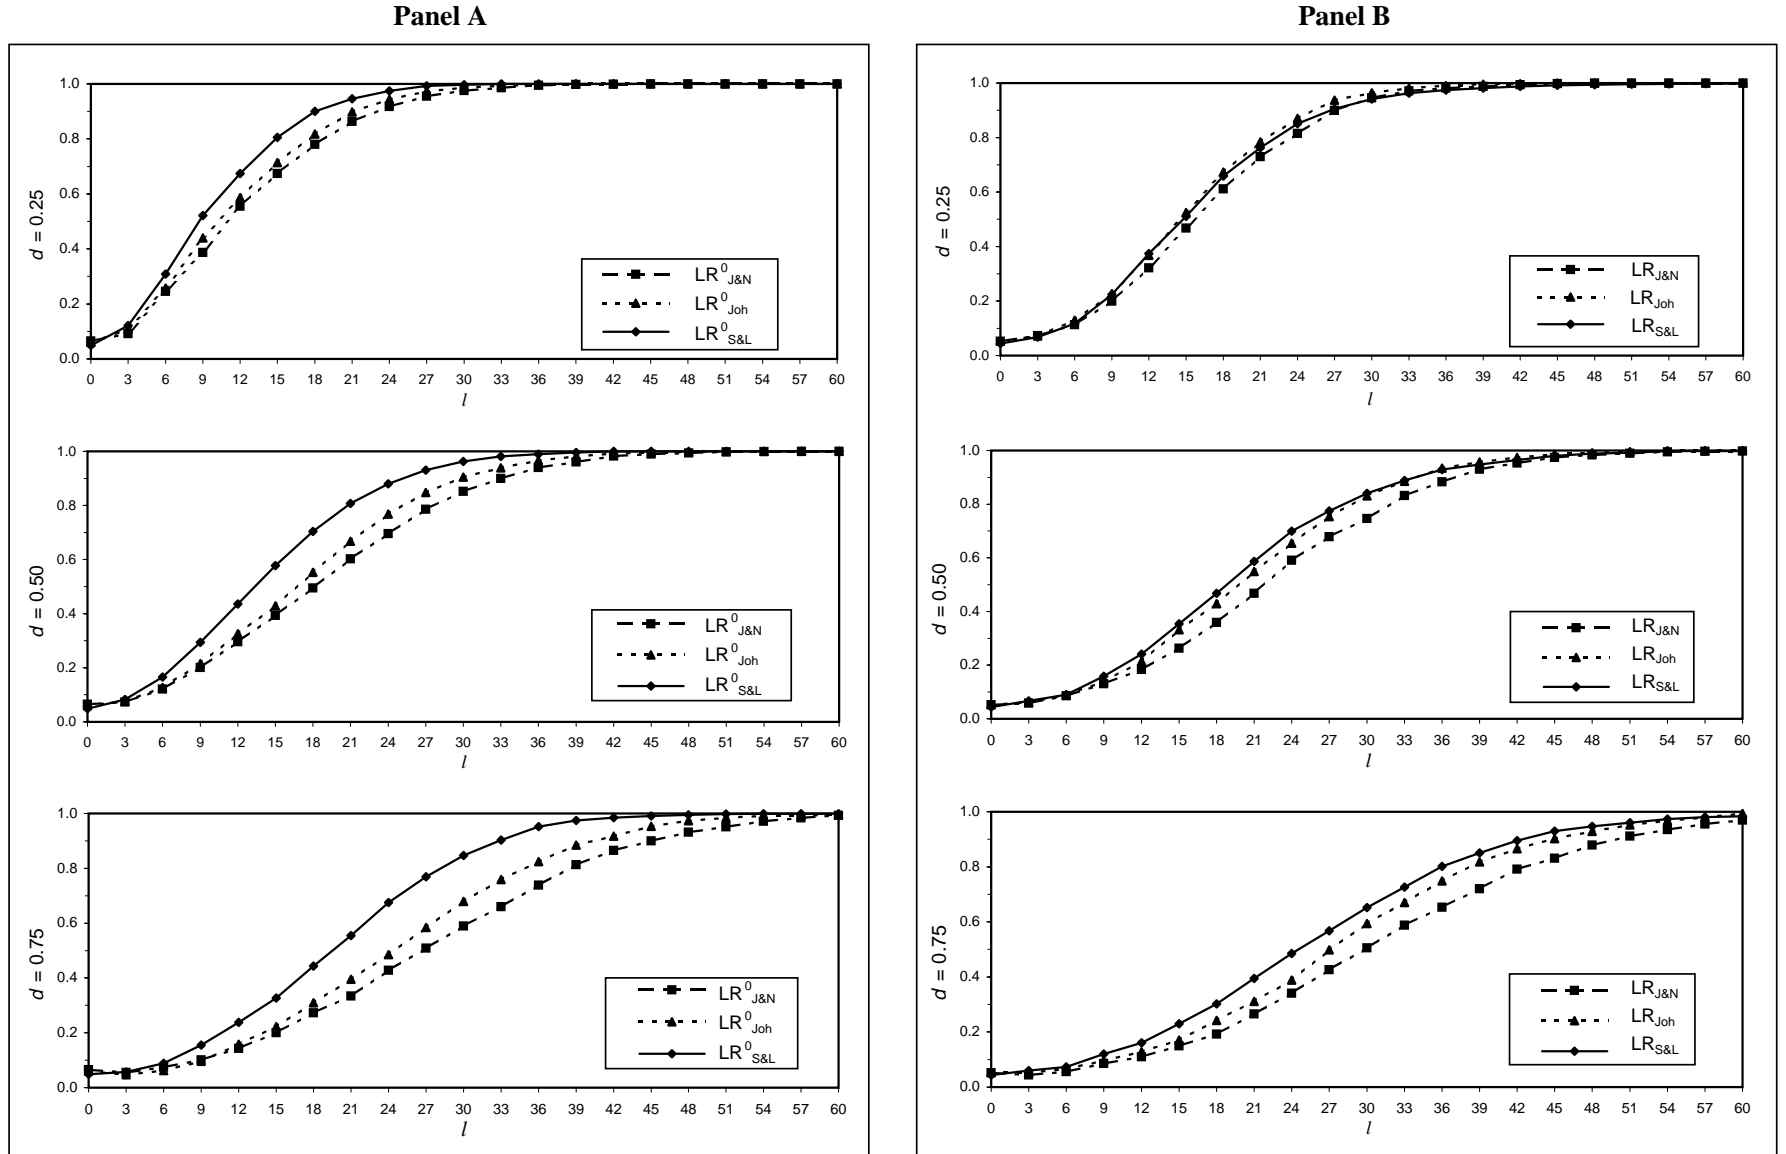 Panel A
1.0
0.8
0.6
0.4
0.2
0.0
d = 0.25
0 3 6 9 12 15 18 21 24 27 30 33 36 39 42 45 48 51 54 57 60
l
LR⁰J&N
LR⁰Joh
LR⁰S&L
1.0
0.8
0.6
0.4
0.2
0.0
d = 0.50
0 3 6 9 12 15 18 21 24 27 30 33 36 39 42 45 48 51 54 57 60
l
LR⁰J&N
LR⁰Joh
LR⁰S&L
1.0
0.8
0.6
0.4
0.2
0.0
d = 0.75
0 3 6 9 12 15 18 21 24 27 30 33 36 39 42 45 48 51 54 57 60
l
LR⁰J&N
LR⁰Joh
LR⁰S&L
Panel B
1.0
0.8
0.6
0.4
0.2
0.0
d = 0.25
0 3 6 9 12 15 18 21 24 27 30 33 36 39 42 45 48 51 54 57 60
l
LRJ&N
LRJoh
LRS&L
1.0
0.8
0.6
0.4
0.2
0.0
d = 0.50
0 3 6 9 12 15 18 21 24 27 30 33 36 39 42 45 48 51 54 57 60
l
LRJ&N
LRJoh
LRS&L
1.0
0.8
0.6
0.4
0.2
0.0
d = 0.75
0 3 6 9 12 15 18 21 24 27 30 33 36 39 42 45 48 51 54 57 60
l
LRJ&N
LRJoh
LRS&L